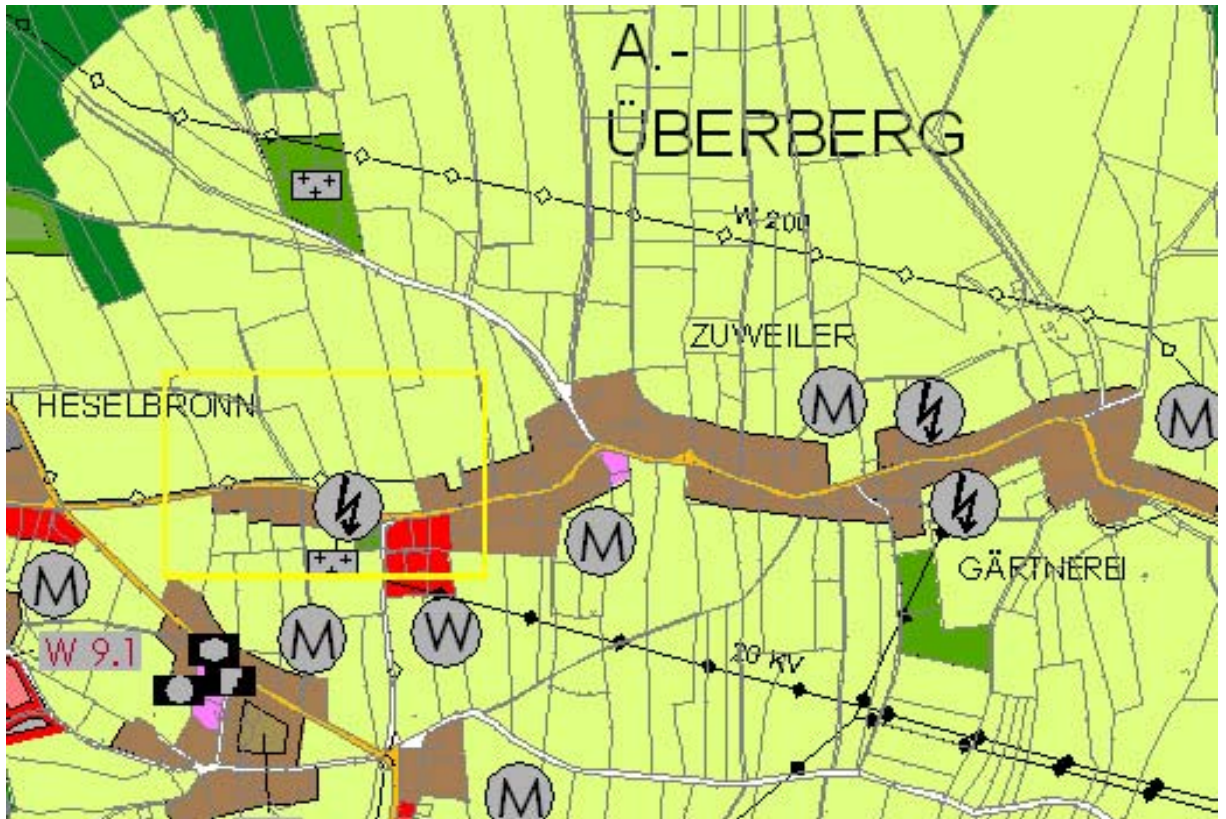 A.-
ÜBERBERG
W 200
ZUWEILER
HESELBRONN
M
M
M
GÄRTNEREI
M
M
W
W 9.1
20 KV
M